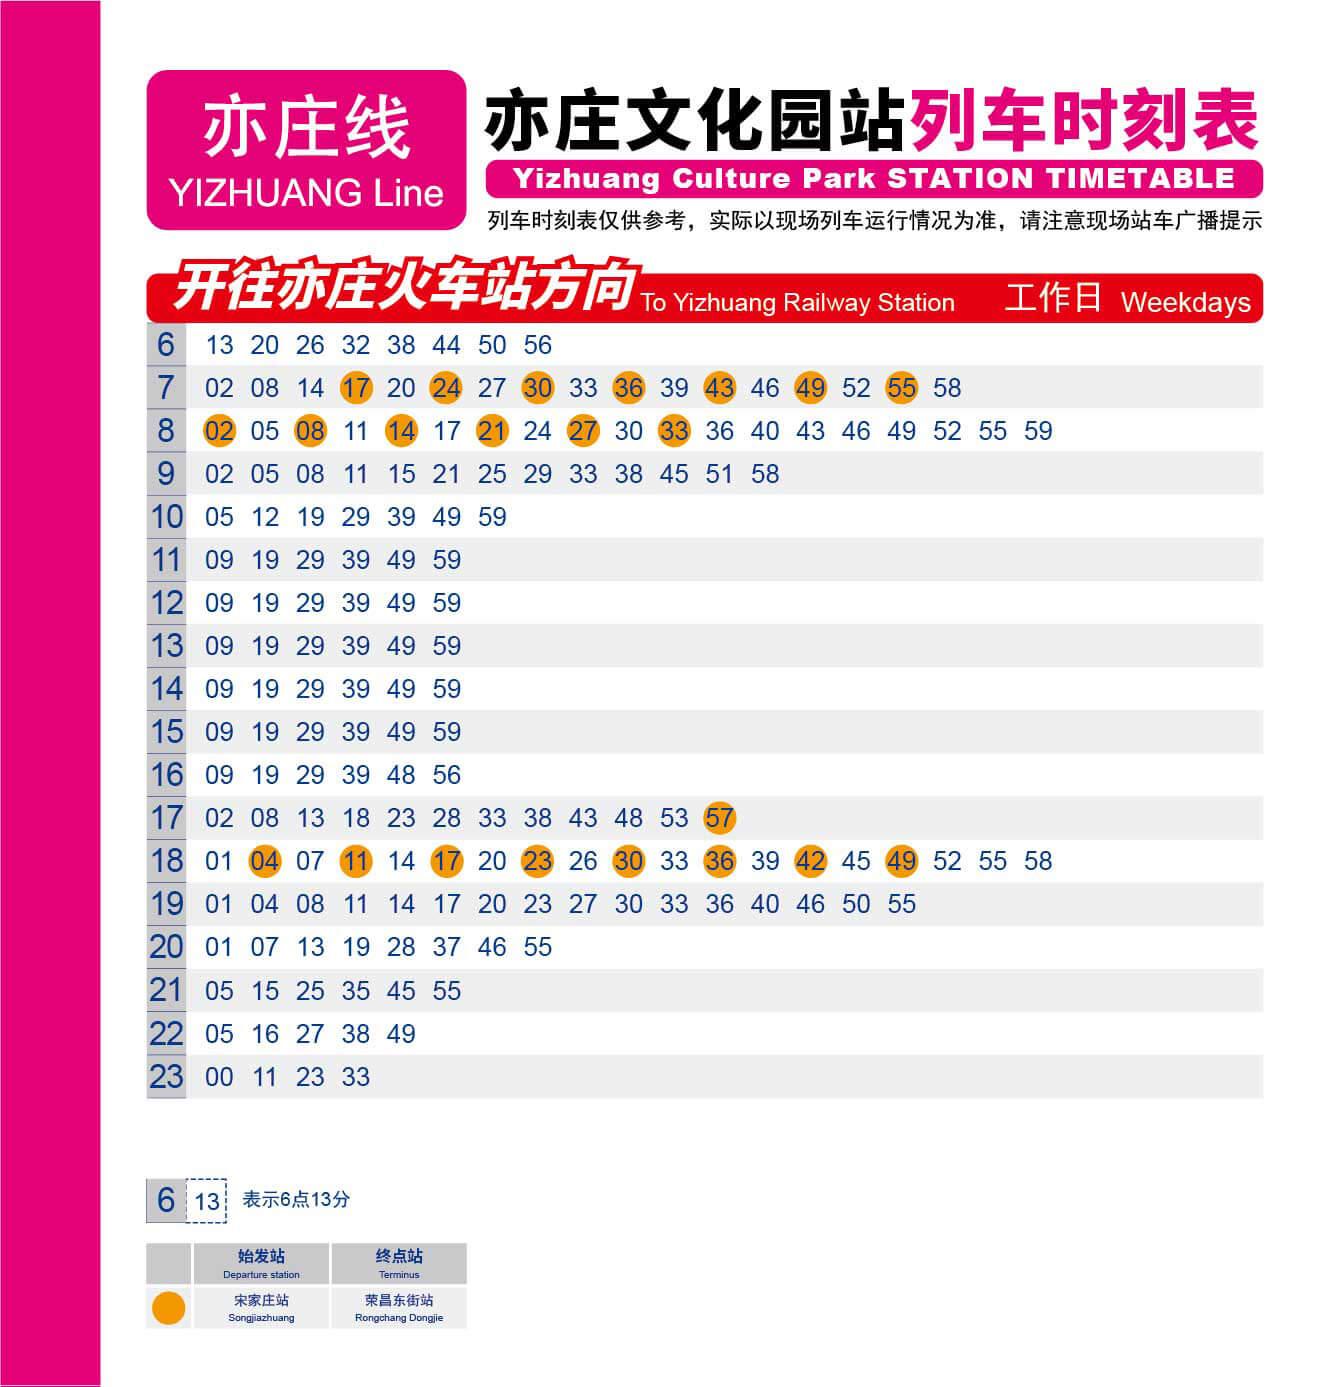 亦庄线
YIZHUANG Line
亦庄文化园站列车时刻表
Yizhuang Culture Park STATION TIMETABLE
列车时刻表仅供参考，实际以现场列车运行情况为准，请注意现场站车广播提示
开往亦庄火车站方向 To Yizhuang Railway Station 工作日 Weekdays
6 13 20 26 32 38 44 50 56
7 02 08 14 17 20 24 27 30 33 36 39 43 46 49 52 55 58
8 02 05 08 11 14 17 21 24 27 30 33 36 40 43 46 49 52 55 59
9 02 05 08 11 15 21 25 29 33 38 45 51 58
10 05 12 19 29 39 49 59
11 09 19 29 39 49 59
12 09 19 29 39 49 59
13 09 19 29 39 49 59
14 09 19 29 39 49 59
15 09 19 29 39 49 59
16 09 19 29 39 48 56
17 02 08 13 18 23 28 33 38 43 48 53 57
18 01 04 07 11 14 17 20 23 26 30 33 36 39 42 45 49 52 55 58
19 01 04 08 11 14 17 20 23 27 30 33 36 40 46 50 55
20 01 07 13 19 28 37 46 55
21 05 15 25 35 45 55
22 05 16 27 38 49
23 00 11 23 33
6 13 表示6点13分
始发站 终点站
Departure station Terminus
宋家庄站 荣昌东街站
Songjiazhuang Rongchang Dongjie